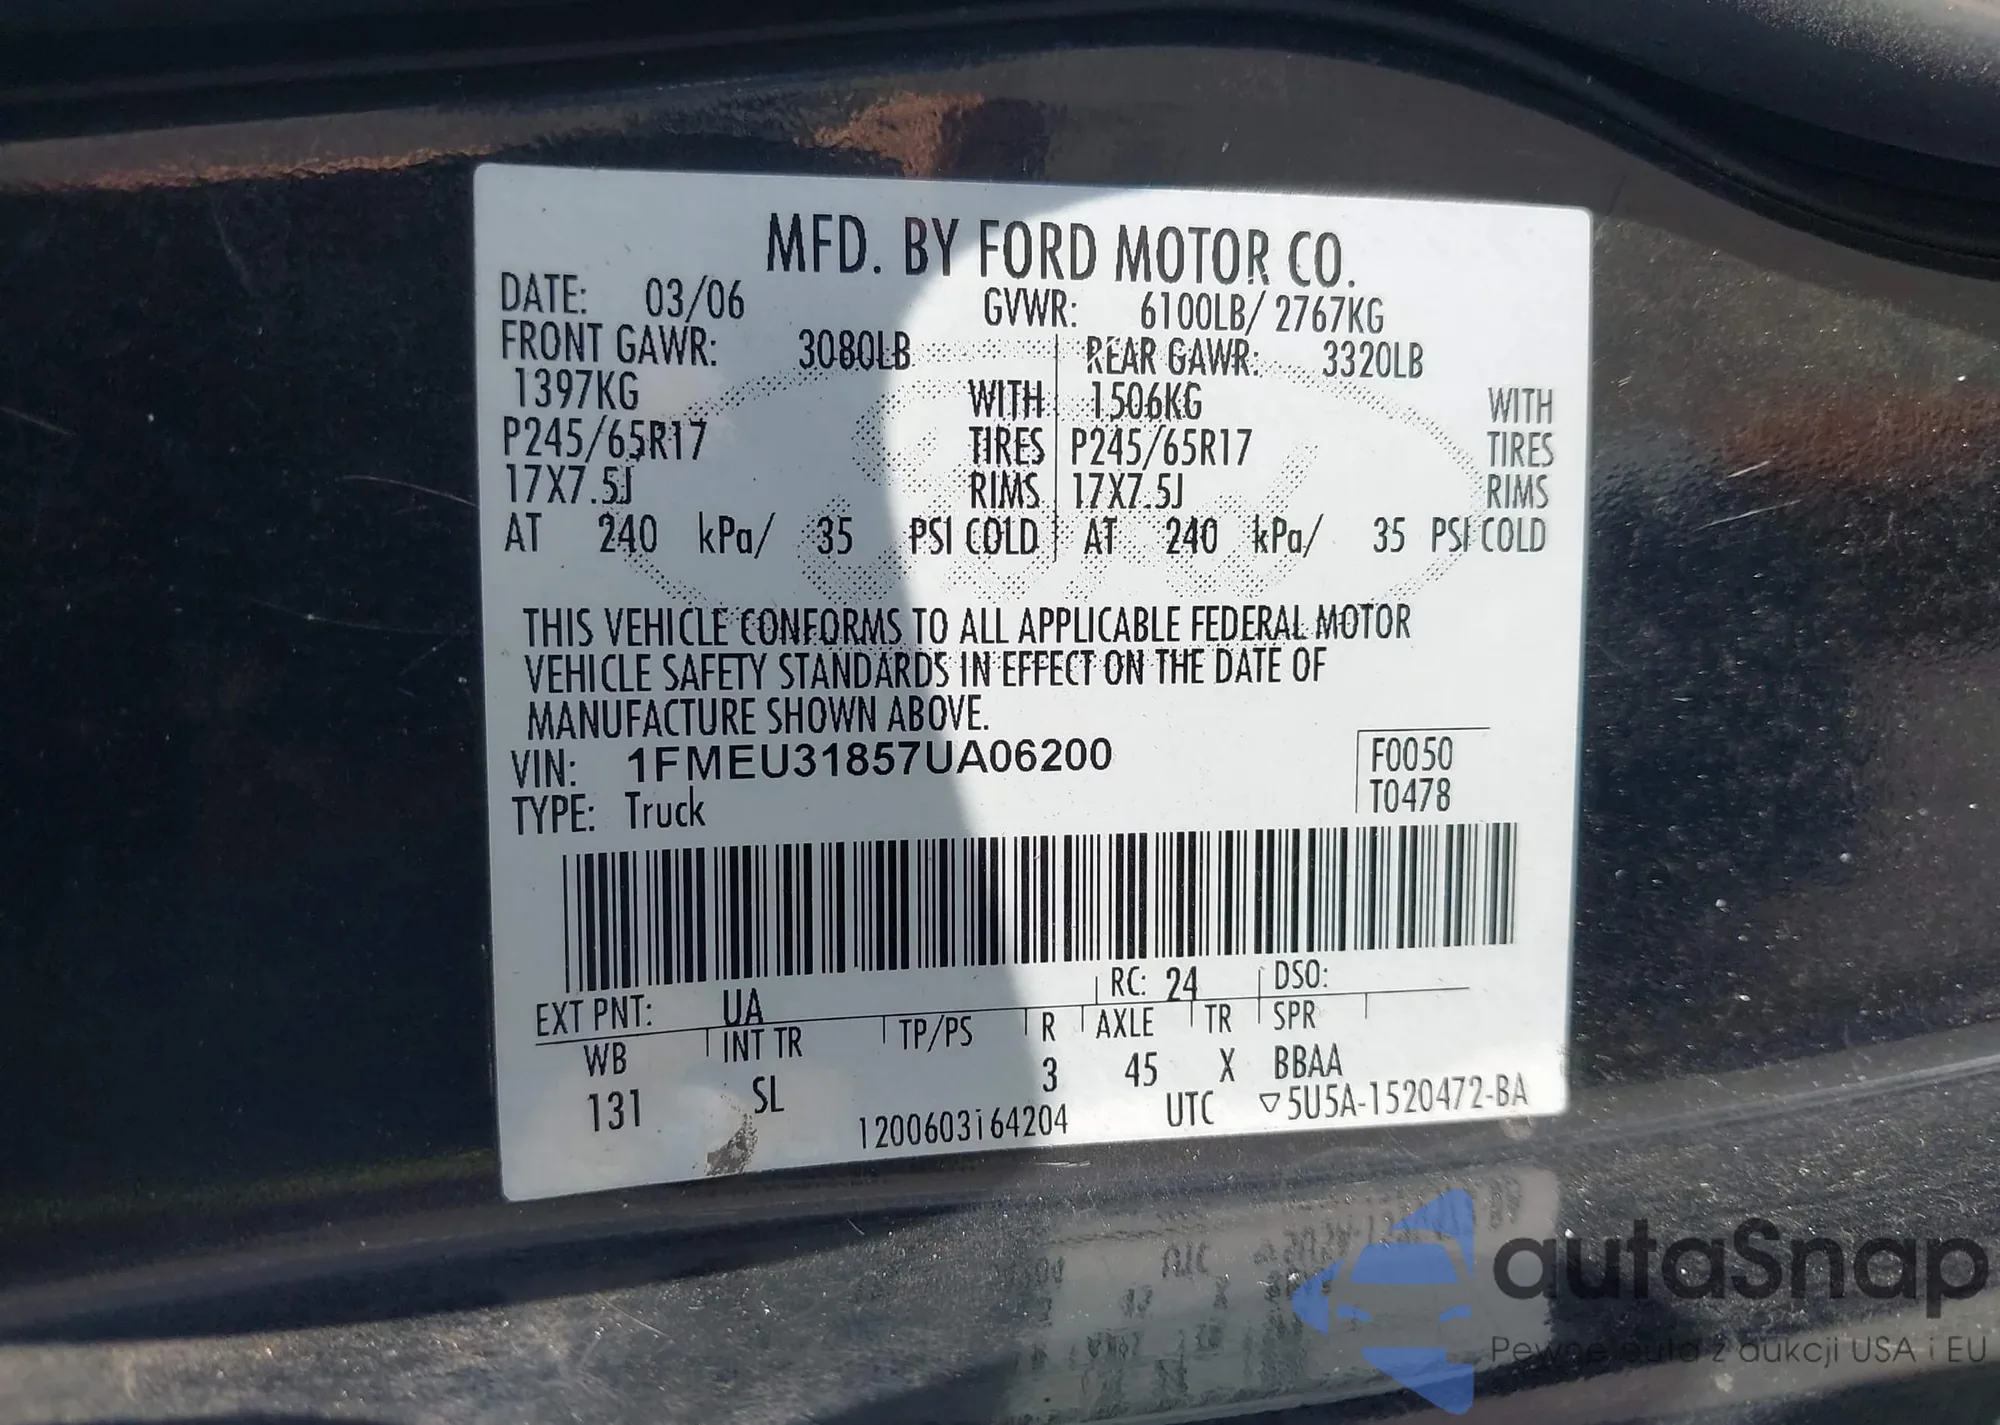 MFD. BY FORD MOTOR CO.
DATE: 03/06 GVWR: 6100LB/ 2767KG
FRONT GAWR: 3080LB REAR GAWR: 3320LB
1397KG WITH 1506KG WITH
P245/65R17 TIRES P245/65R17 TIRES
17X7.5J RIMS 17X7.5J RIMS
AT 240 kPa/ 35 PSI COLD AT 240 kPa/ 35 PSI COLD
THIS VEHICLE CONFORMS TO ALL APPLICABLE FEDERAL MOTOR
VEHICLE SAFETY STANDARDS IN EFFECT ON THE DATE OF
MANUFACTURE SHOWN ABOVE.
VIN: 1FMEU31857UA06200 F0050
TYPE: Truck T0478
EXT PNT: UA RC: 24 DSO:
WB INT TR TP/PS R AXLE TR SPR
131 SL 3 45 X BBAA
1200603164204 UTC ▽5U5A-1520472-BA
autaSnap
Pewne auta z aukcji USA i EU